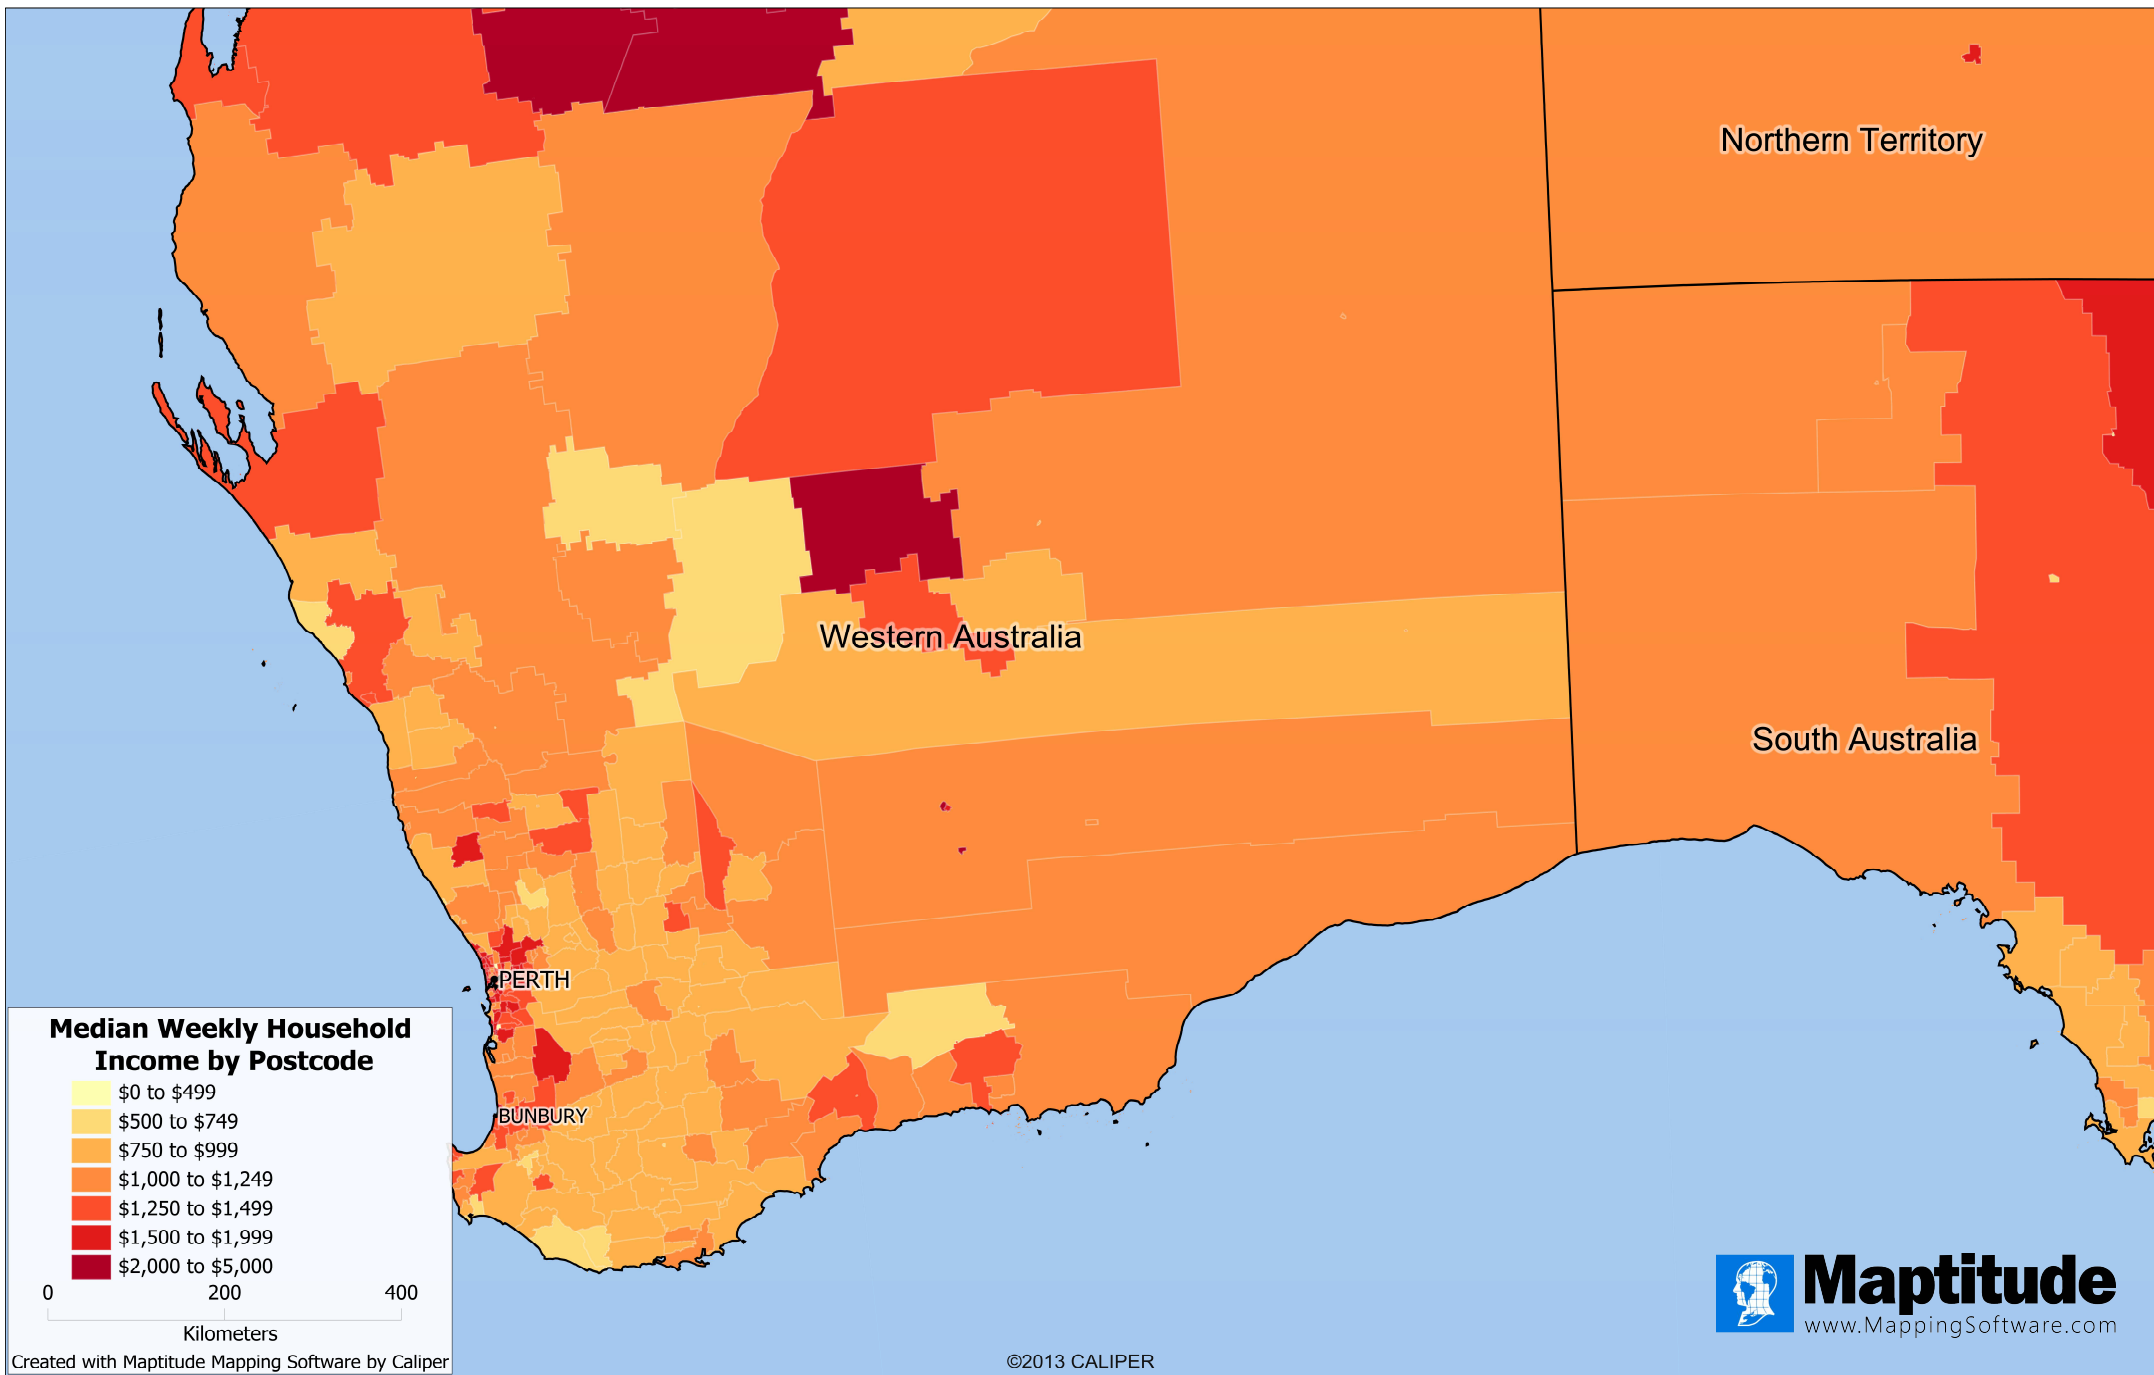 Northern Territory
Western Australia
South Australia
PERTH
BUNBURY
Median Weekly Household
Income by Postcode
$0 to $499
$500 to $749
$750 to $999
$1,000 to $1,249
$1,250 to $1,499
$1,500 to $1,999
$2,000 to $5,000
0 200 400
Kilometers
Created with Maptitude Mapping Software by Caliper
©2013 CALIPER
Maptitude
www.MappingSoftware.com